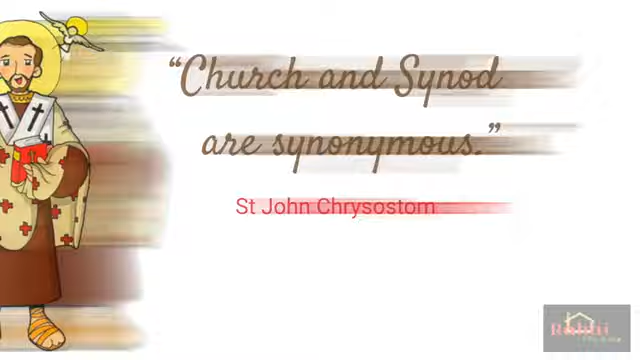 “Church and Synod
are synonymous.”
St John Chrysostom